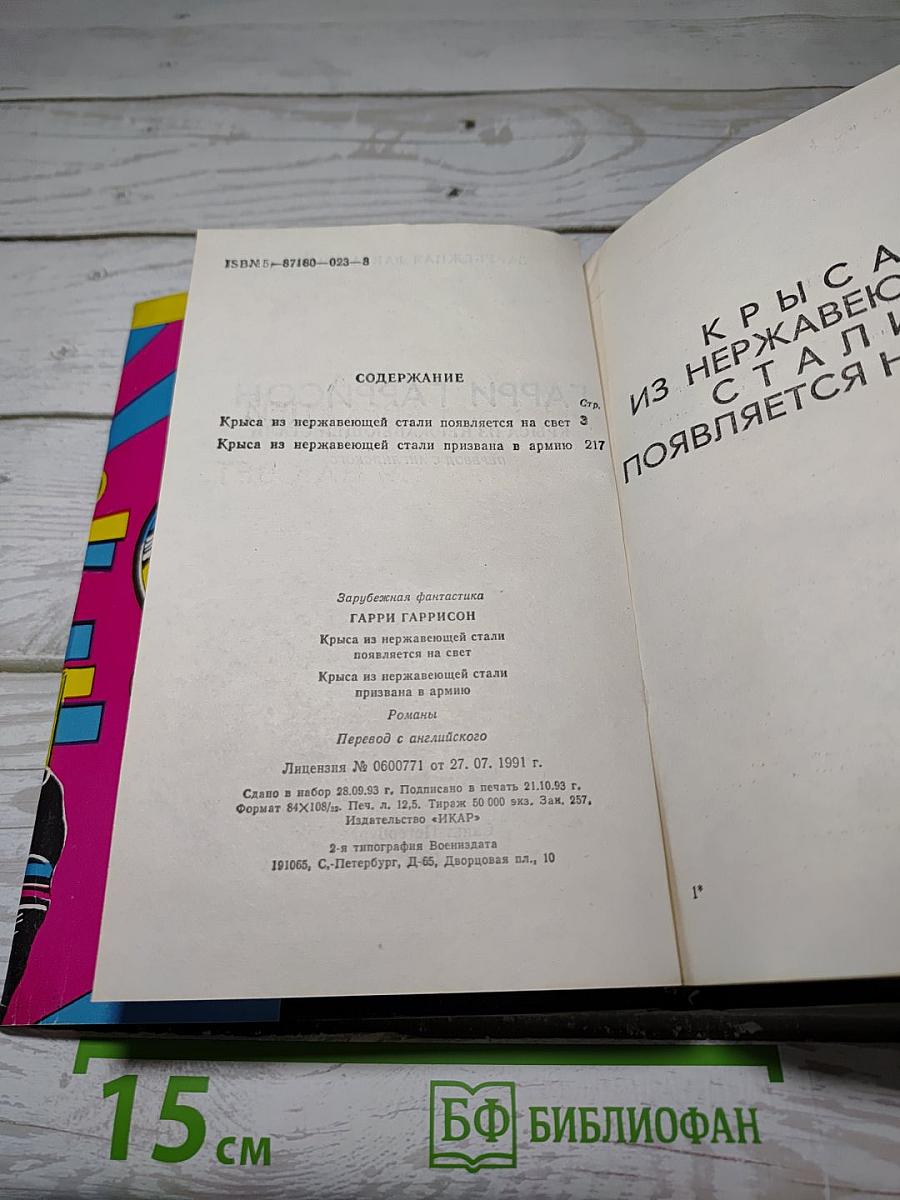 ISBN 5—87180—023—8
СОДЕРЖАНИЕ
Стр.
Крыса из нержавеющей стали появляется на свет 3
Крыса из нержавеющей стали призвана в армию 217
Зарубежная фантастика
ГАРРИ ГАРРИСОН
Крыса из нержавеющей стали
появляется на свет
Крыса из нержавеющей стали
призвана в армию
Романы
Перевод с английского
Лицензия № 0600771 от 27. 07. 1991 г.
Сдано в набор 28.09.93 г. Подписано в печать 21.10.93 г.
Формат 84×108/32. Печ. л. 12,5. Тираж 50 000 экз. Зак. 257.
Издательство «ИКАР»
2-я типография Воениздата
191065, С.-Петербург, Д-65, Дворцовая пл., 10
КРЫСА
ИЗ НЕРЖАВЕЮ
СТАЛИ
ПОЯВЛЯЕТСЯ Н
1*
15 см
БФ БИБЛИОФАН